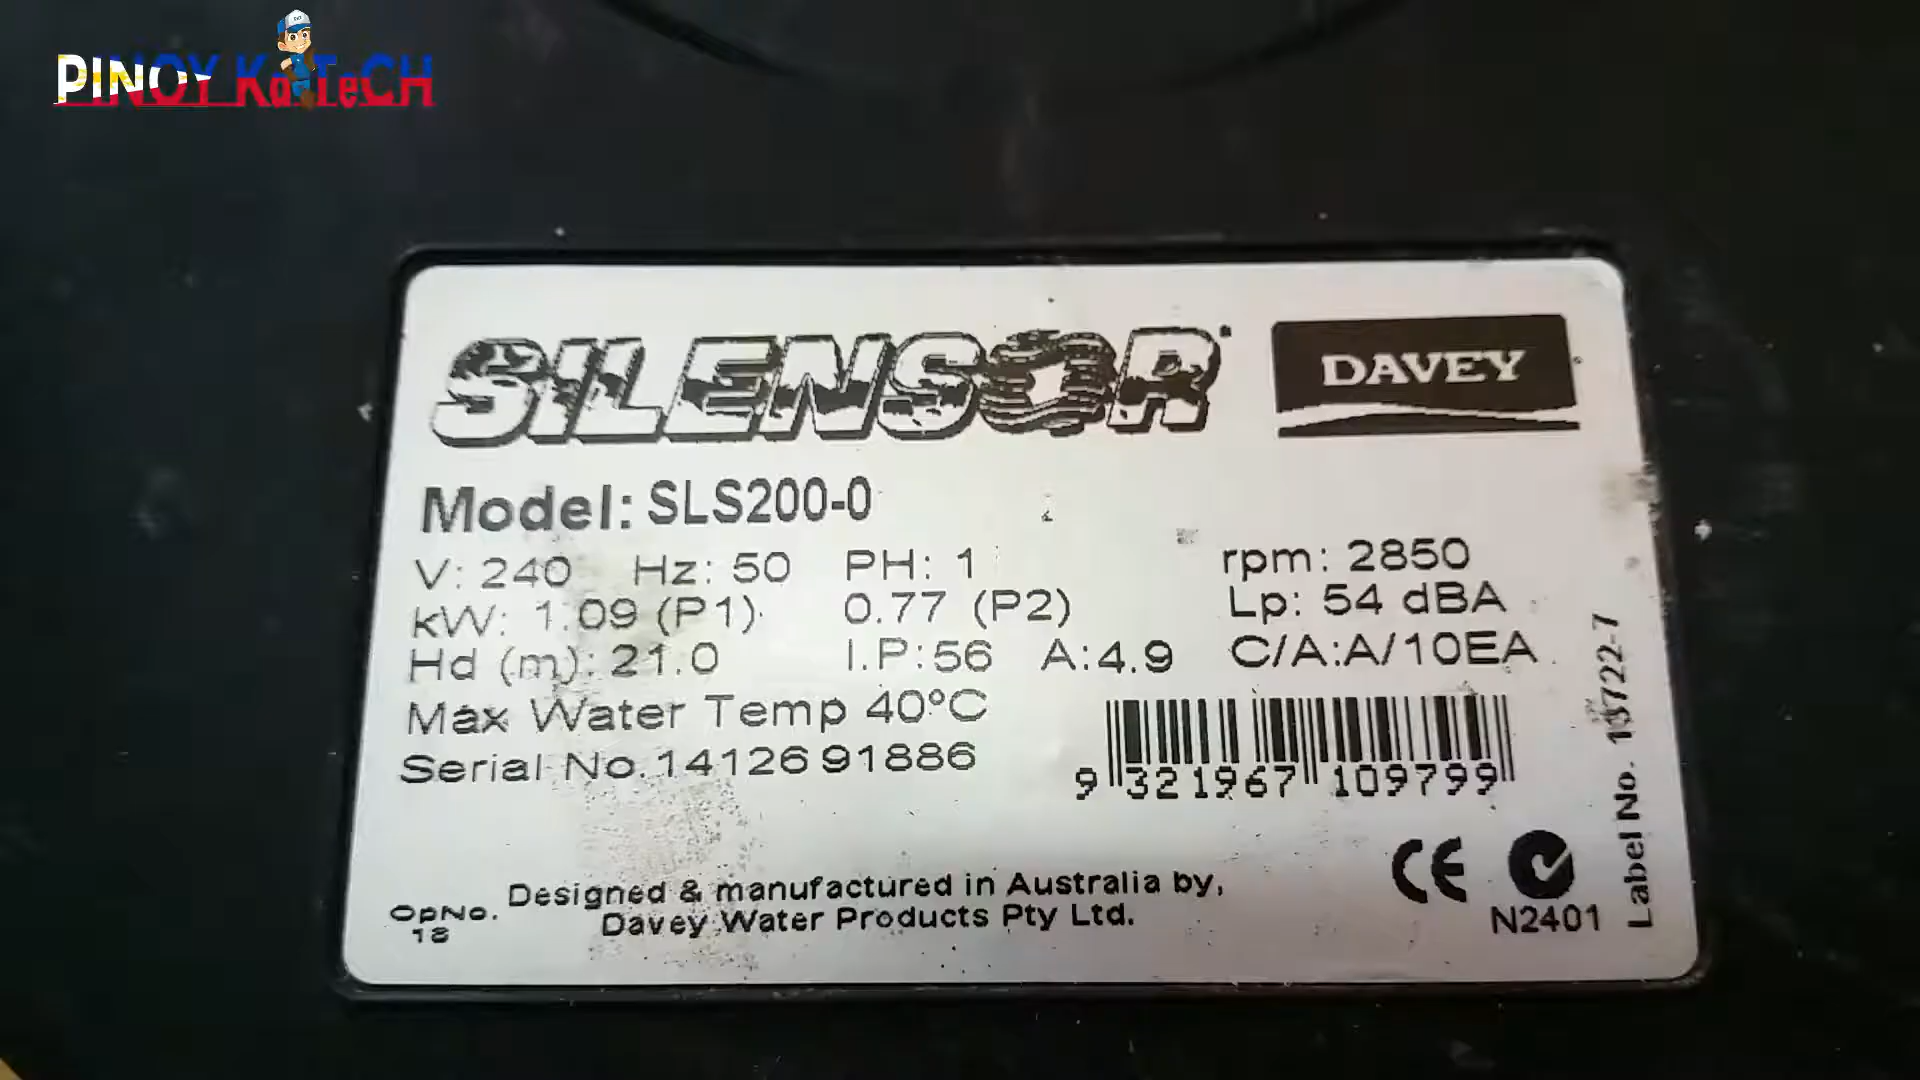 PINOY KaTeCH
SILENSOR
DAVEY
Model: SLS200-0
V: 240 Hz: 50 PH: 1 rpm: 2850
kW: 1.09 (P1) 0.77 (P2) Lp: 54 dBA
Hd (m): 21.0 I.P:56 A:4.9 C/A:A/10EA
Max Water Temp 40°C
Serial No. 14126 91886
9 321967 109799
Designed & manufactured in Australia by,
Davey Water Products Pty Ltd.
OpNo.
18
N2401
Label No.